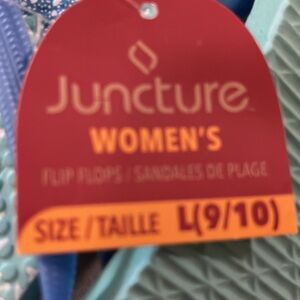 Juncture
WOMEN'S
FLIP FLOPS / SANDALES DE PLAGE
SIZE/TAILLE L(9/10)